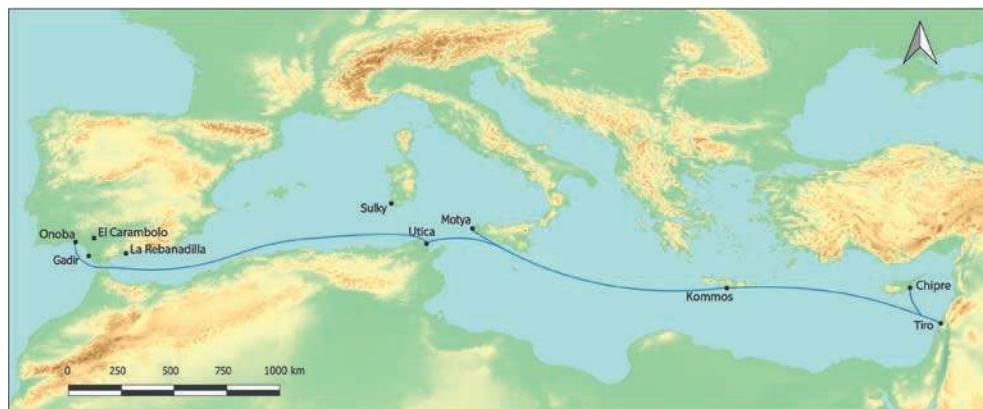 Onoba
El Carambolo
La Rebanadilla
Gadir
Sulky
Utica
Motya
Kommos
Chipre
Tiro
0 250 500 750 1000 km